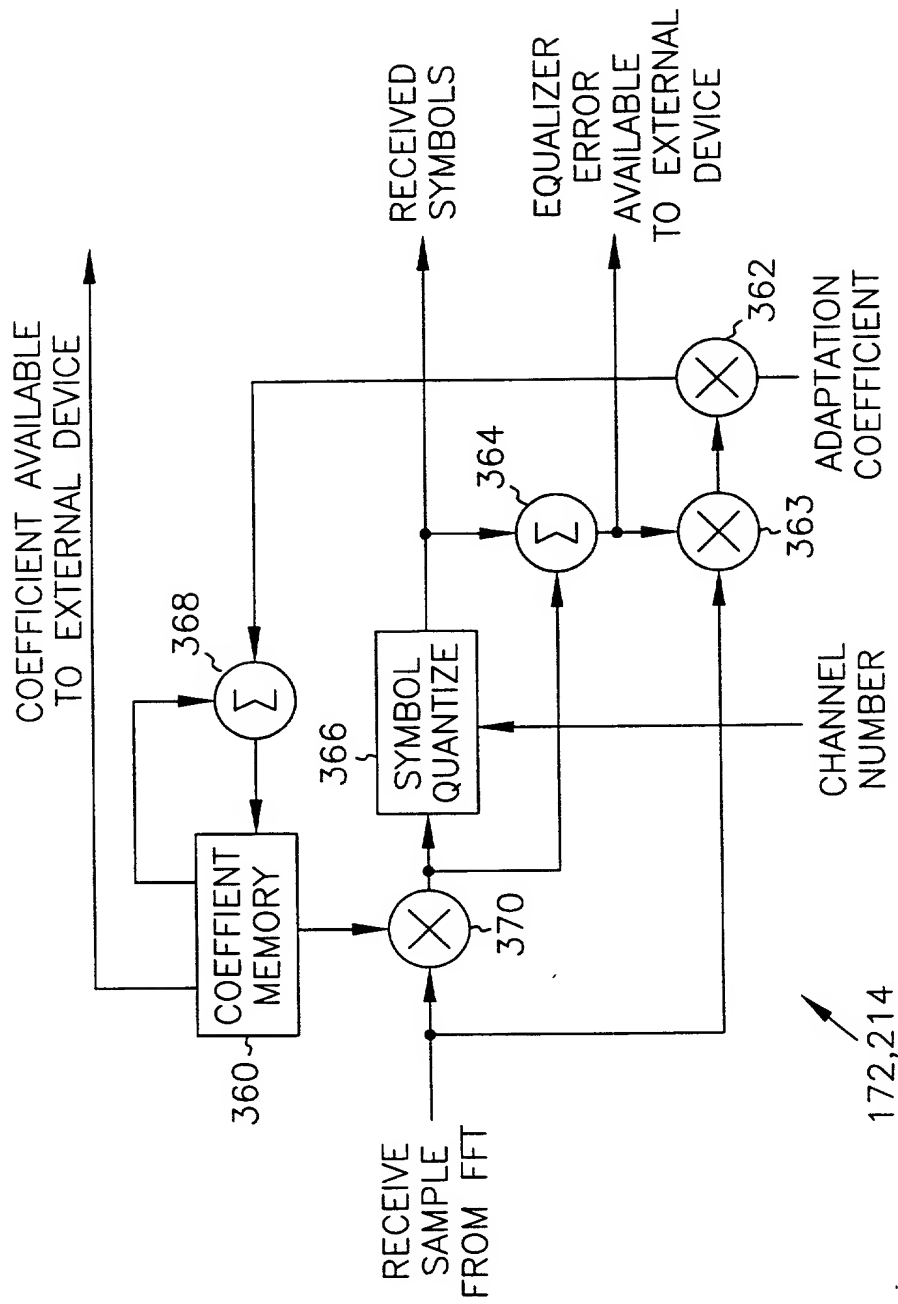 COEFFICIENT AVAILABLE
TO EXTERNAL DEVICE
368
360
COEFFIENT
MEMORY
RECEIVE
SAMPLE
FROM FFT
370
366
SYMBOL
QUANTIZE
RECEIVED
SYMBOLS
364
EQUALIZER
ERROR
AVAILABLE
TO EXTERNAL
DEVICE
362
363
CHANNEL
NUMBER
ADAPTATION
COEFFICIENT
172,214